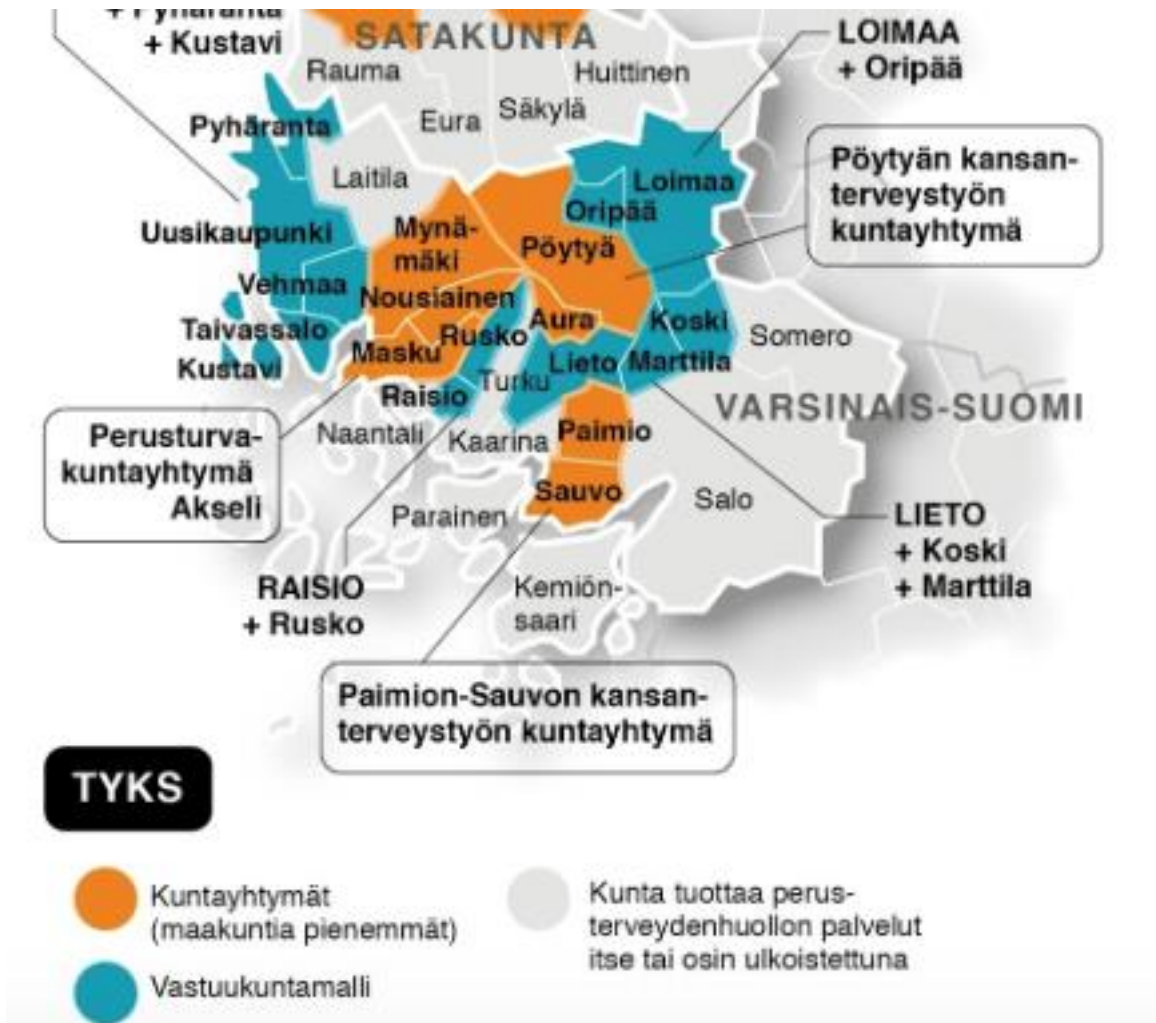 + Pyhäranta
+ Kustavi
SATAKUNTA
LOIMAA
+ Oripää
Rauma
Huittinen
Säkylä
Eura
Pyhäranta
Laitila
Loimaa
Oripää
Pöytyän kansan-
terveystyön
kuntayhtymä
Uusikaupunki
Mynä-
mäki
Pöytyä
Vehmaa
Nousiainen
Taivassalo
Rusko
Aura
Koski
Somero
Kustavi
Masku
Lieto
Marttila
Raisio
Turku
VARSINAIS-SUOMI
Naantali
Kaarina
Paimio
Perusturva-
kuntayhtymä
Akseli
Sauvo
Salo
Parainen
LIETO
+ Koski
+ Marttila
RAISIO
+ Rusko
Kemiön-
saari
Paimion-Sauvon kansan-
terveystyön kuntayhtymä
TYKS
Kuntayhtymät
(maakuntia pienemmät)
Vastuukuntamalli
Kunta tuottaa perus-
terveydenhuollon palvelut
itse tai osin ulkoistettuna